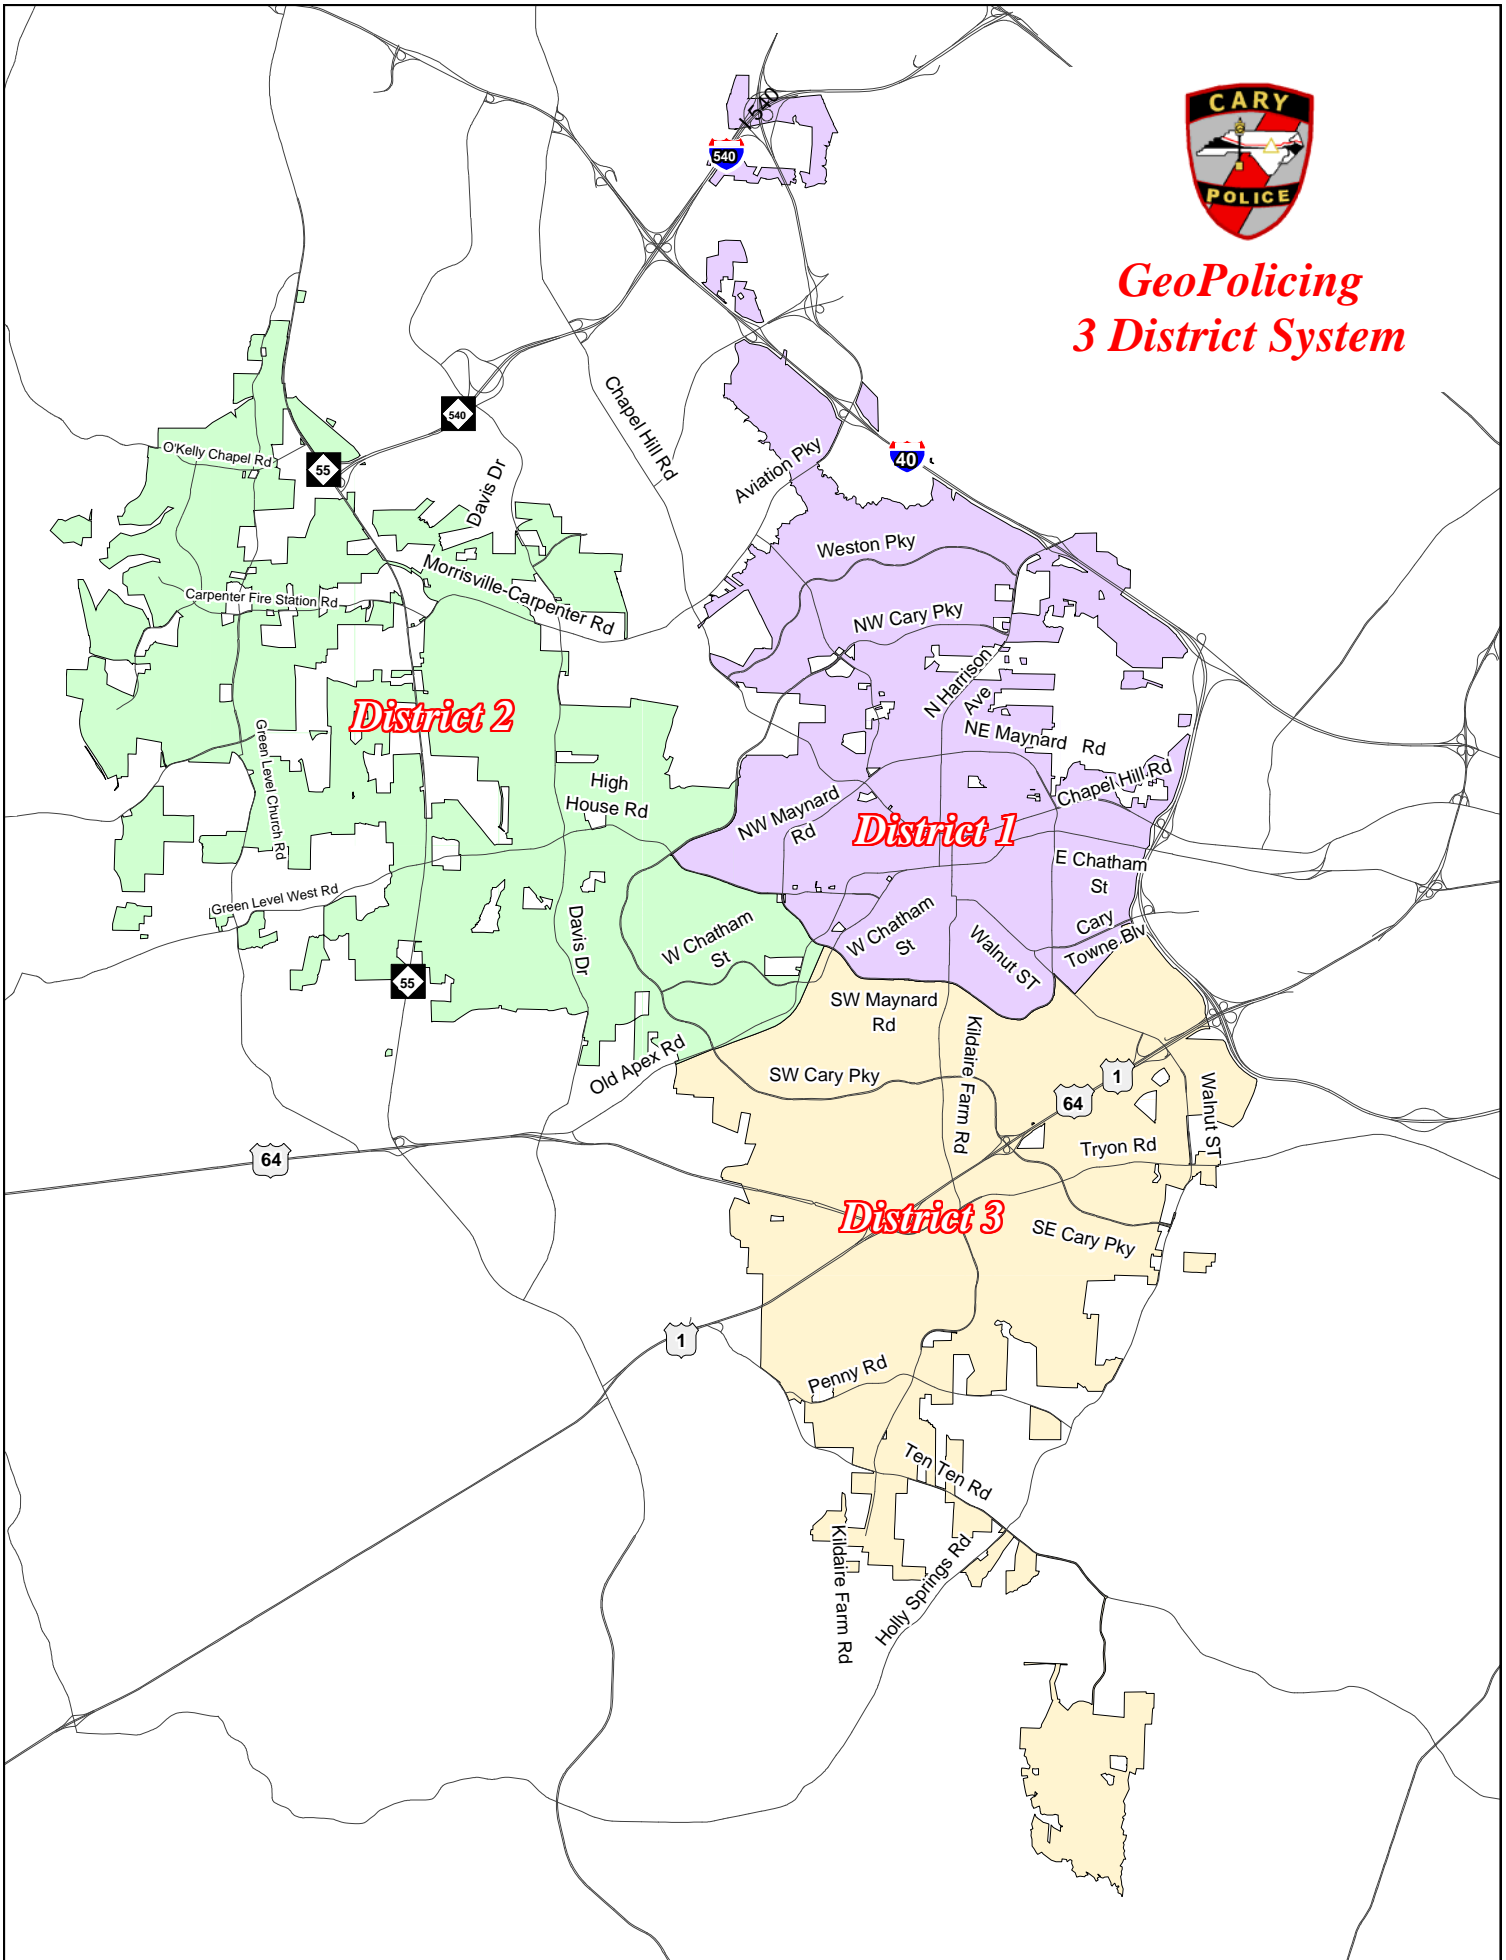 CARY
POLICE
GeoPolicing
3 District System
I 540
540
540
O'Kelly Chapel Rd
55
Davis Dr
Chapel Hill Rd
Aviation Pky
40
Weston Pky
Morrisville-Carpenter Rd
Carpenter Fire Station Rd
NW Cary Pky
N Harrison
Ave
District 2
NE Maynard Rd
Green Level Church Rd
High
House Rd
Chapel Hill Rd
NW Maynard
Rd
District 1
E Chatham
St
Green Level West Rd
Davis Dr
W Chatham
St
W Chatham
St
Walnut ST
Cary
Towne Blv
55
SW Maynard
Rd
Kildaire Farm Rd
Old Apex Rd
SW Cary Pky
1
64
Walnut ST
64
Tryon Rd
District 3
SE Cary Pky
1
Penny Rd
Ten Ten Rd
Kildaire Farm Rd
Holly Springs Rd